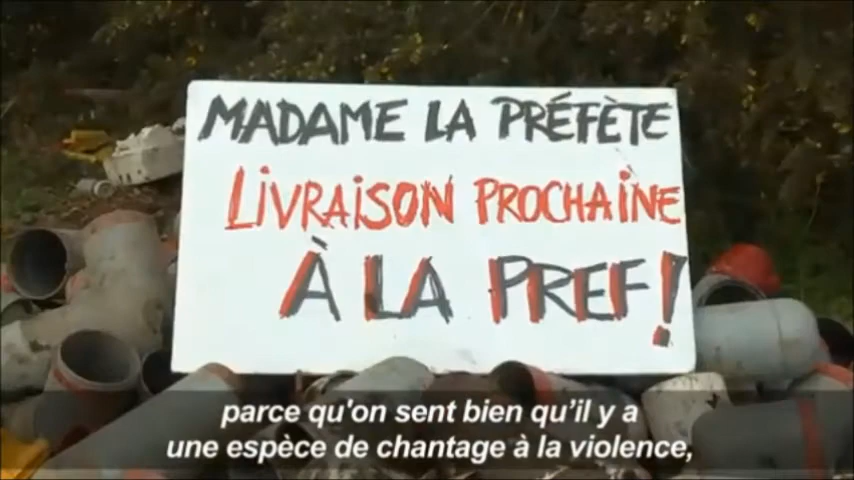 MADAME LA PRÉFÈTE
LIVRAISON PROCHAINE
À LA PREF!
parce qu'on sent bien qu’il y a
une espèce de chantage à la violence,